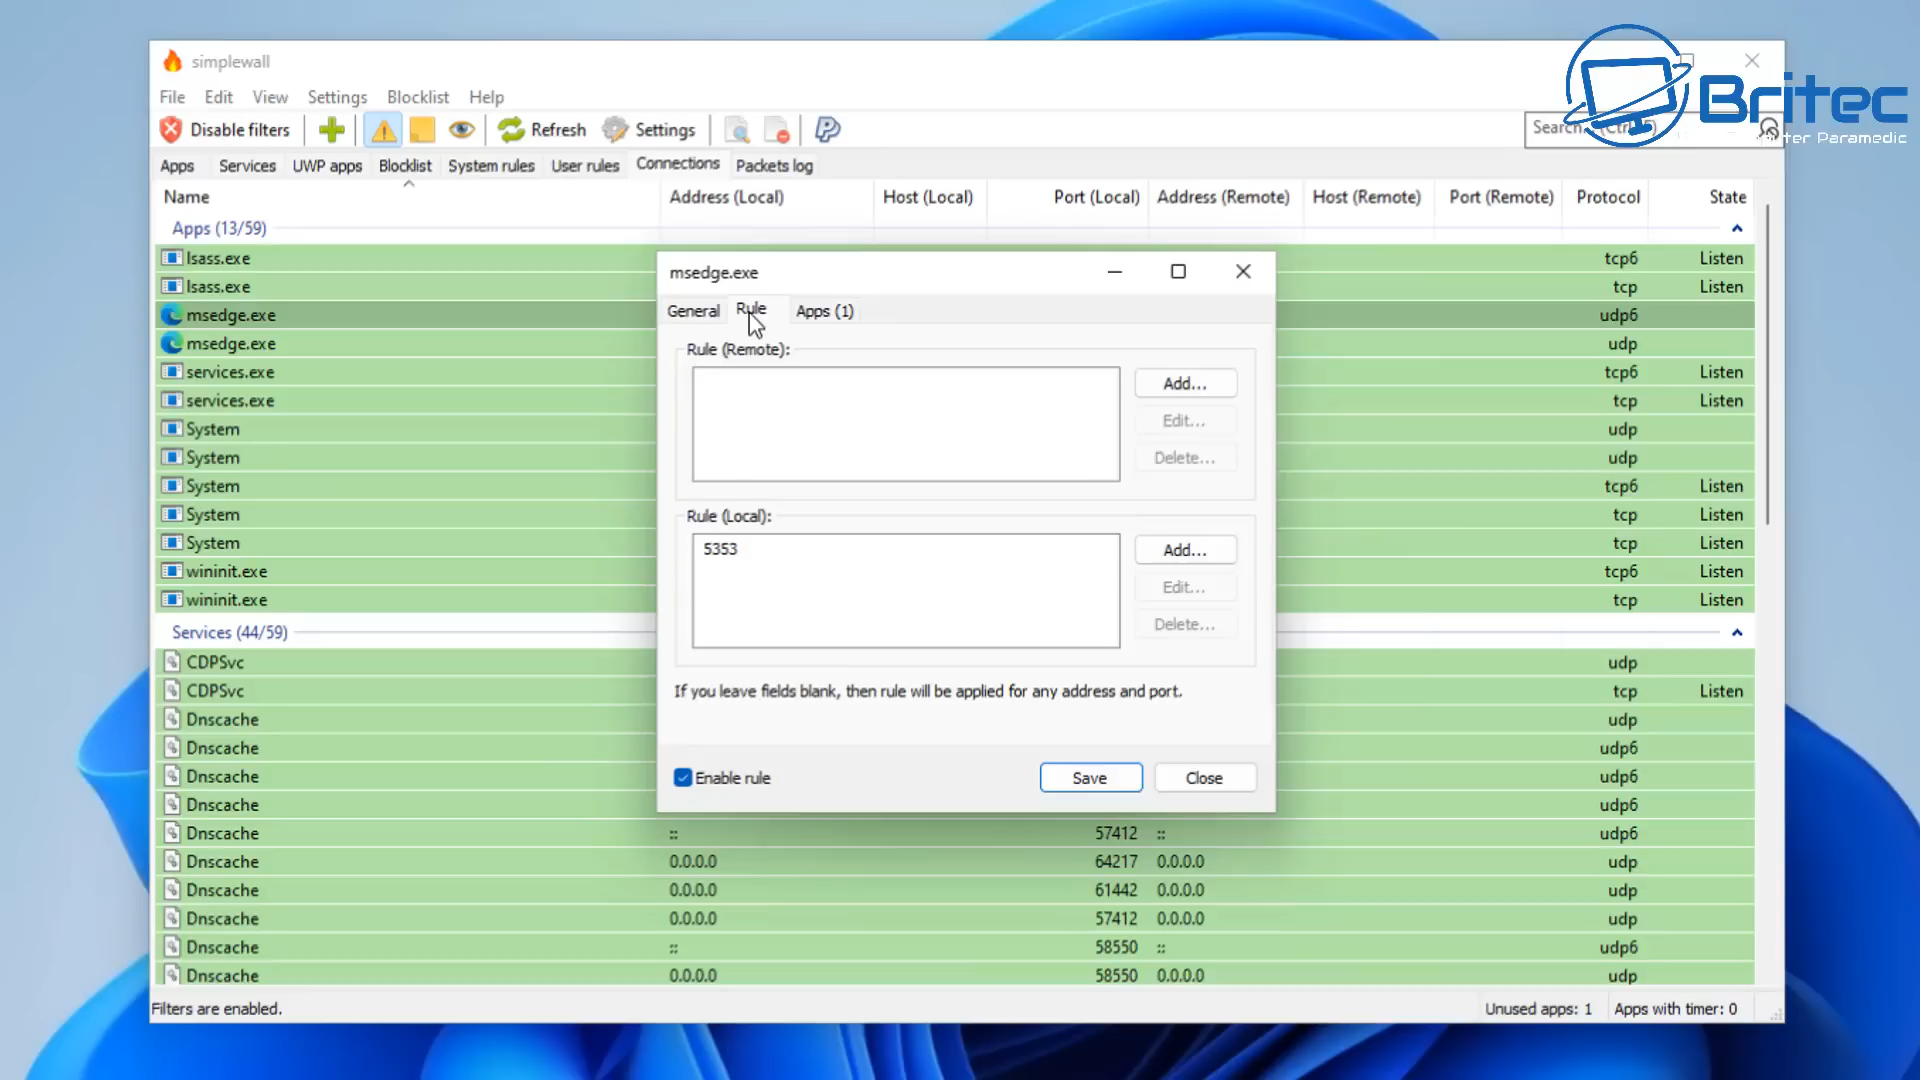 simplewall
File Edit View Settings Blocklist Help
Disable filters Refresh Settings
Britec
Apps Services UWP apps Blocklist System rules User rules Connections Packets log
Name Address (Local) Host (Local) Port (Local) Address (Remote) Host (Remote) Port (Remote) Protocol State
Apps (13/59)
lsass.exe tcp6 Listen
lsass.exe tcp Listen
msedge.exe udp6
msedge.exe udp
services.exe tcp6 Listen
services.exe tcp Listen
System udp
System udp
System tcp6 Listen
System tcp Listen
System tcp Listen
wininit.exe tcp6 Listen
wininit.exe tcp Listen
Services (44/59)
CDPSvc udp
CDPSvc tcp Listen
Dnscache udp
Dnscache udp6
Dnscache udp6
Dnscache udp6
Dnscache :: 57412 :: udp6
Dnscache 0.0.0.0 64217 0.0.0.0 udp
Dnscache 0.0.0.0 61442 0.0.0.0 udp
Dnscache 0.0.0.0 57412 0.0.0.0 udp
Dnscache :: 58550 :: udp6
Dnscache 0.0.0.0 58550 0.0.0.0 udp
Filters are enabled. Unused apps: 1 Apps with timer: 0
msedge.exe
General Rule Apps (1)
Rule (Remote):
Add...
Edit...
Delete...
Rule (Local):
5353
Add...
Edit...
Delete...
If you leave fields blank, then rule will be applied for any address and port.
Enable rule Save Close